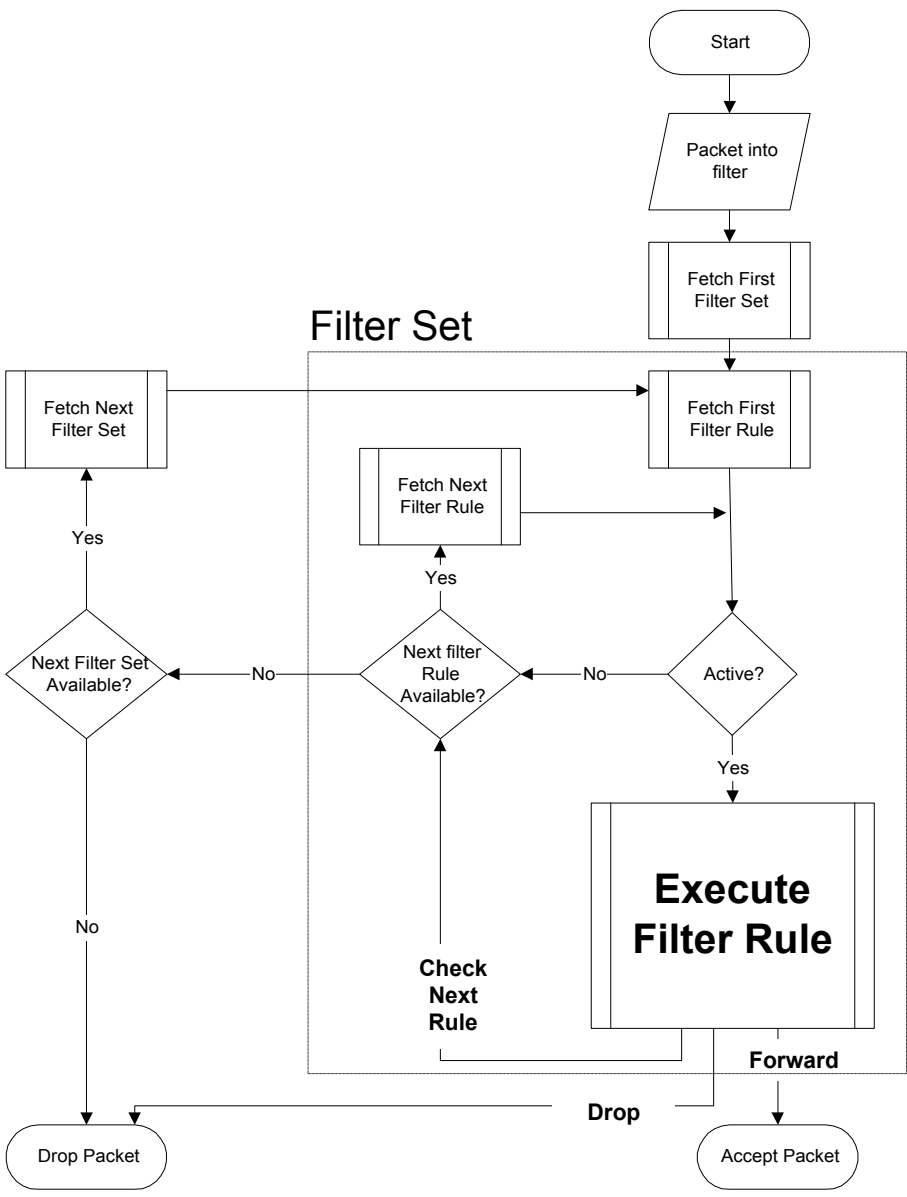 Start
Packet into
filter
Fetch First
Filter Set
Filter Set
Fetch Next
Filter Set
Fetch First
Filter Rule
Fetch Next
Filter Rule
Yes
Yes
Next Filter Set
Available?
No
Next filter
Rule
Available?
No
Active?
Yes
Execute
Filter Rule
No
Check
Next
Rule
Forward
Drop
Drop Packet
Accept Packet